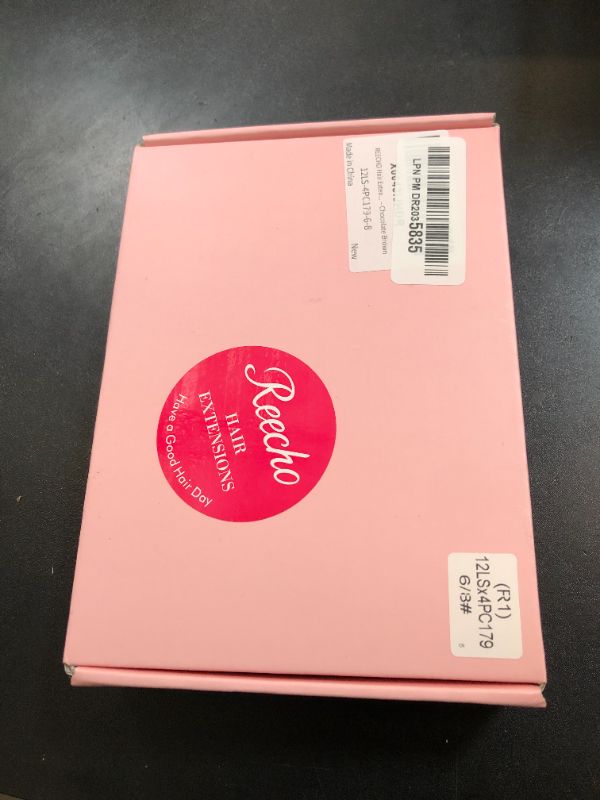 Reecho
HAIR
EXTENSIONS
Have a Good Hair Day
LPN PM DR2035835
REECHO Hair Exten... - Chocolate Brown
12LS-4PC179-6-8
Made in China
New
(R1)
12LSx4PC179
6/8#